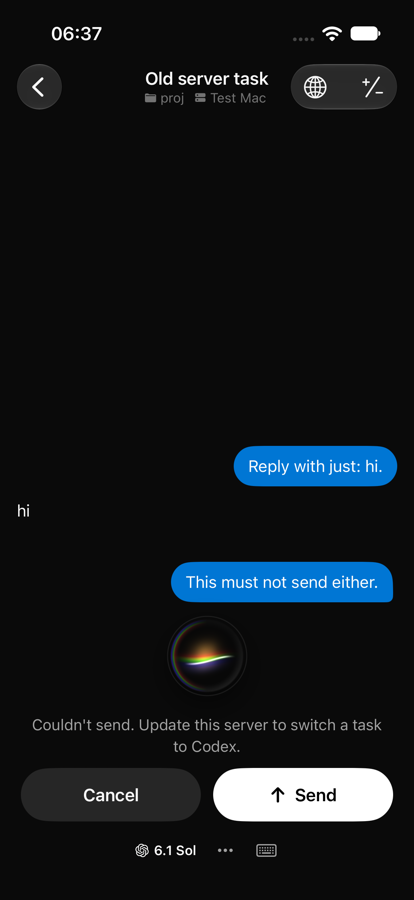 06:37
Old server task
proj Test Mac
Reply with just: hi.
hi
This must not send either.
Couldn't send. Update this server to switch a task
to Codex.
Cancel
Send
6.1 Sol